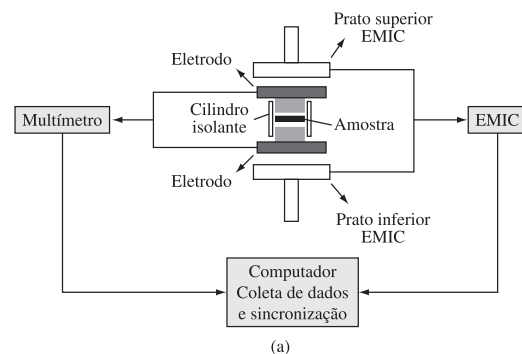 Prato superior
EMIC
Eletrodo
Cilindro
isolante
Amostra
Multímetro
EMIC
Eletrodo
Prato inferior
EMIC
Computador
Coleta de dados
e sincronização
(a)